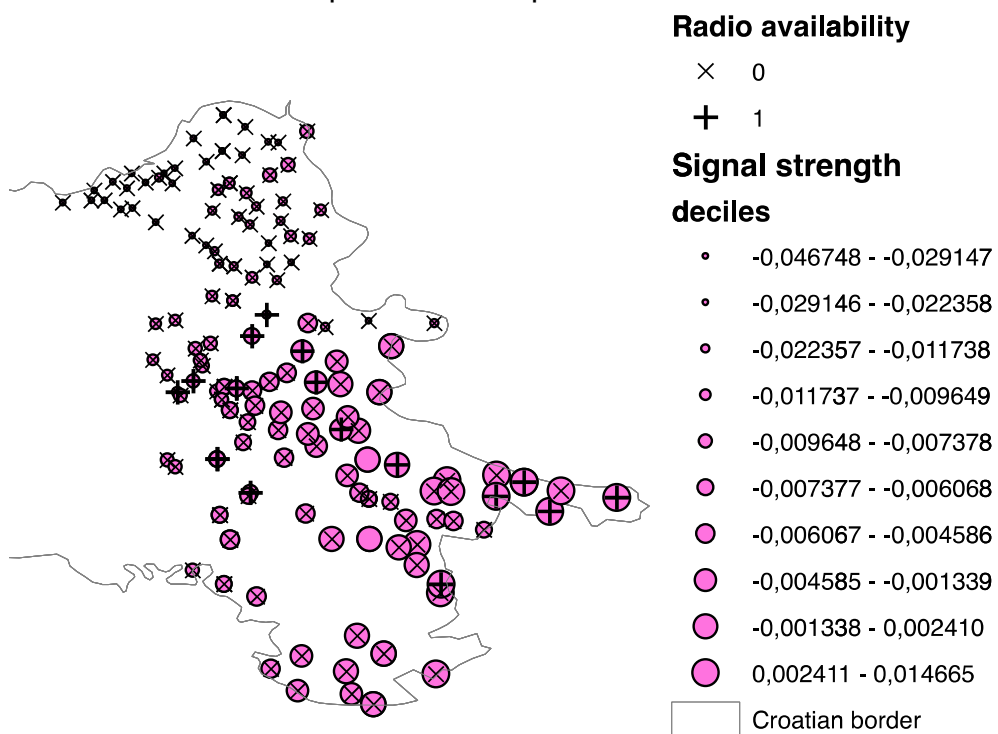 Radio availability
0
1
Signal strength
deciles
-0,046748 - -0,029147
-0,029146 - -0,022358
-0,022357 - -0,011738
-0,011737 - -0,009649
-0,009648 - -0,007378
-0,007377 - -0,006068
-0,006067 - -0,004586
-0,004585 - -0,001339
-0,001338 - 0,002410
0,002411 - 0,014665
Croatian border